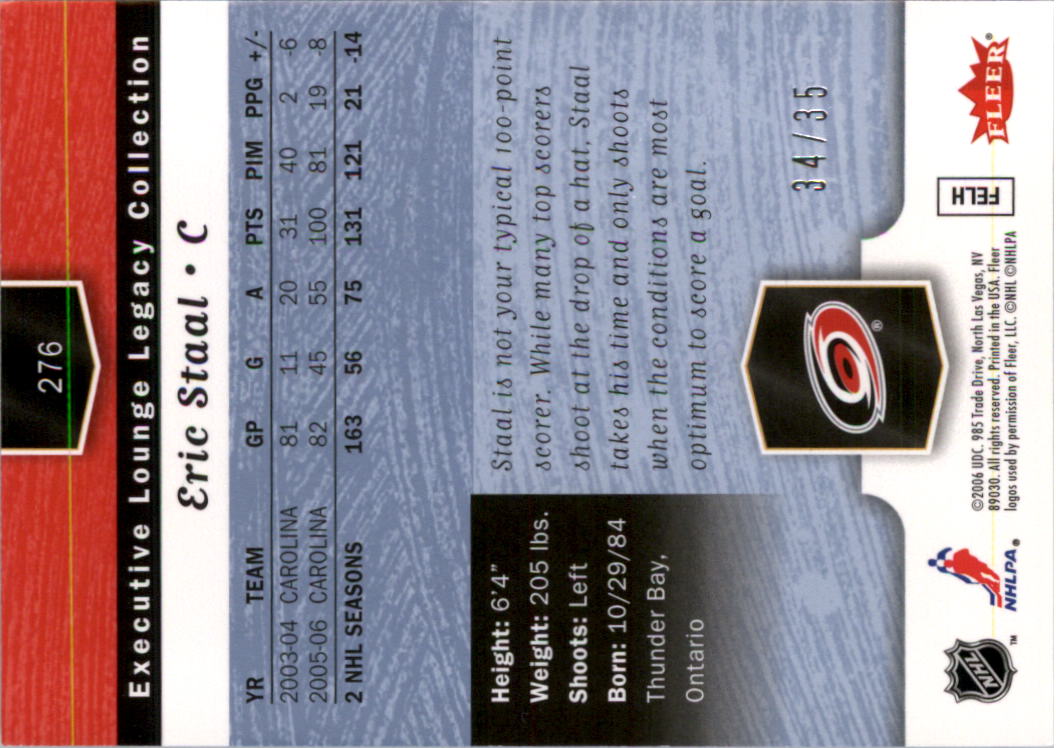 276
Executive Lounge Legacy Collection
Eric Staal • C
YR TEAM GP G A PTS PIM PPG +/-
2003-04 CAROLINA 81 11 20 31 40 2 -6
2005-06 CAROLINA 82 45 55 100 81 19 -8
2 NHL SEASONS 163 56 75 131 121 21 -14
Height: 6'4"
Weight: 205 lbs.
Shoots: Left
Born: 10/29/84
Thunder Bay,
Ontario
Staal is not your typical 100-point
scorer. While many top scorers
shoot at the drop of a hat, Staal
takes his time and only shoots
when the conditions are most
optimum to score a goal.
34/35
®
NHL
™
NHLPA®
©2006 UDC. 985 Trade Drive, North Las Vegas, NV
89030. All rights reserved. Printed in the USA. Fleer
logos used by permission of Fleer, LLC. ©NHL ©NHLPA
FELH
FLEER®